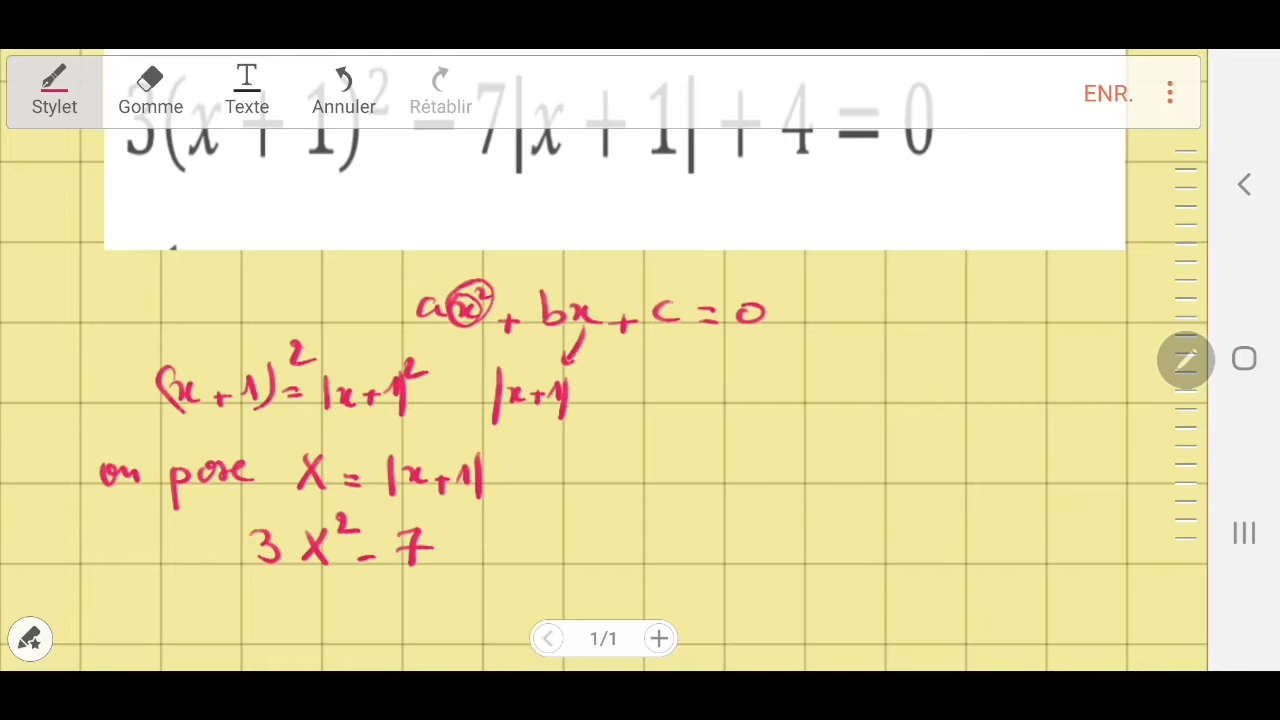 3(x + 1)² − 7|x + 1| + 4 = 0
Stylet Gomme Texte Annuler Rétablir ENR.
ax² + bx + c = 0
(x + 1)² = |x + 1|² |x + 1|
on pose X = |x + 1|
3 X² - 7
1/1